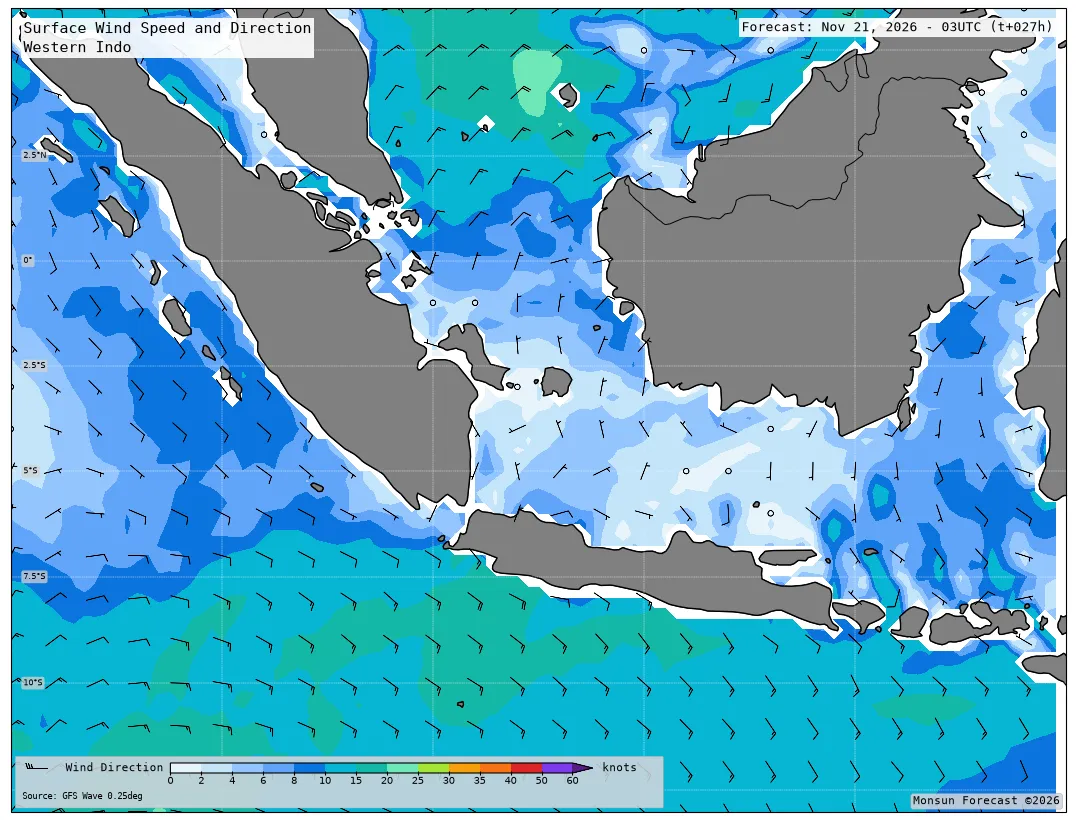 Surface Wind Speed and Direction
Western Indo
Forecast: Nov 21, 2026 - 03UTC (t+027h)
2.5°N
0°
2.5°S
5°S
7.5°S
10°S
Wind Direction
0 2 4 6 8 10 15 20 25 30 35 40 50 60
knots
Source: GFS Wave 0.25deg
Monsun Forecast ©2026